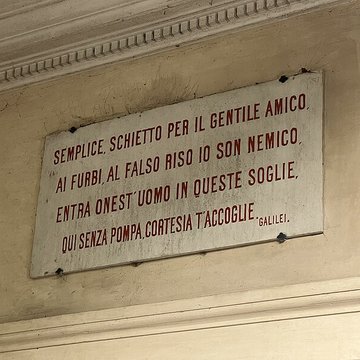 SEMPLICE, SCHIETTO PER IL GENTILE AMICO,
AI FURBI, AL FALSO RISO IO SON NEMICO,
ENTRA ONEST'UOMO IN QUESTE SOGLIE,
QUI SENZA POMPA, CORTESIA T'ACCOGLIE.
GALILEI.